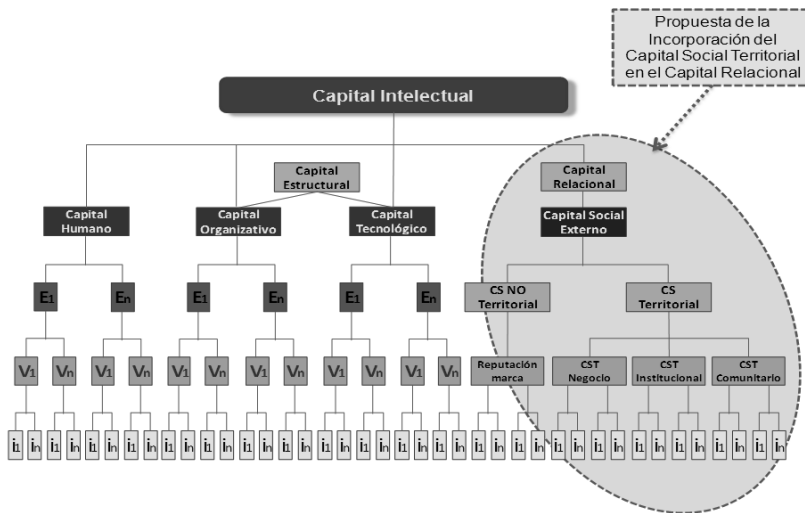 Propuesta de la
Incorporación del
Capital Social Territorial
en el Capital Relacional
Capital Intelectual
Capital
Estructural
Capital
Relacional
Capital
Humano
Capital
Organizativo
Capital
Tecnológico
Capital Social
Externo
E1 En E1 En E1 En
CS NO
Territorial
CS
Territorial
V1 Vn V1 Vn V1 Vn V1 Vn V1 Vn V1 Vn
Reputación
marca
CST
Negocio
CST
Institucional
CST
Comunitario
i1 in i1 in i1 in i1 in i1 in i1 in i1 in i1 in i1 in i1 in i1 in i1 in i1 in i1 in i1 in i1 in i1 in i1 in i1 in i1 in